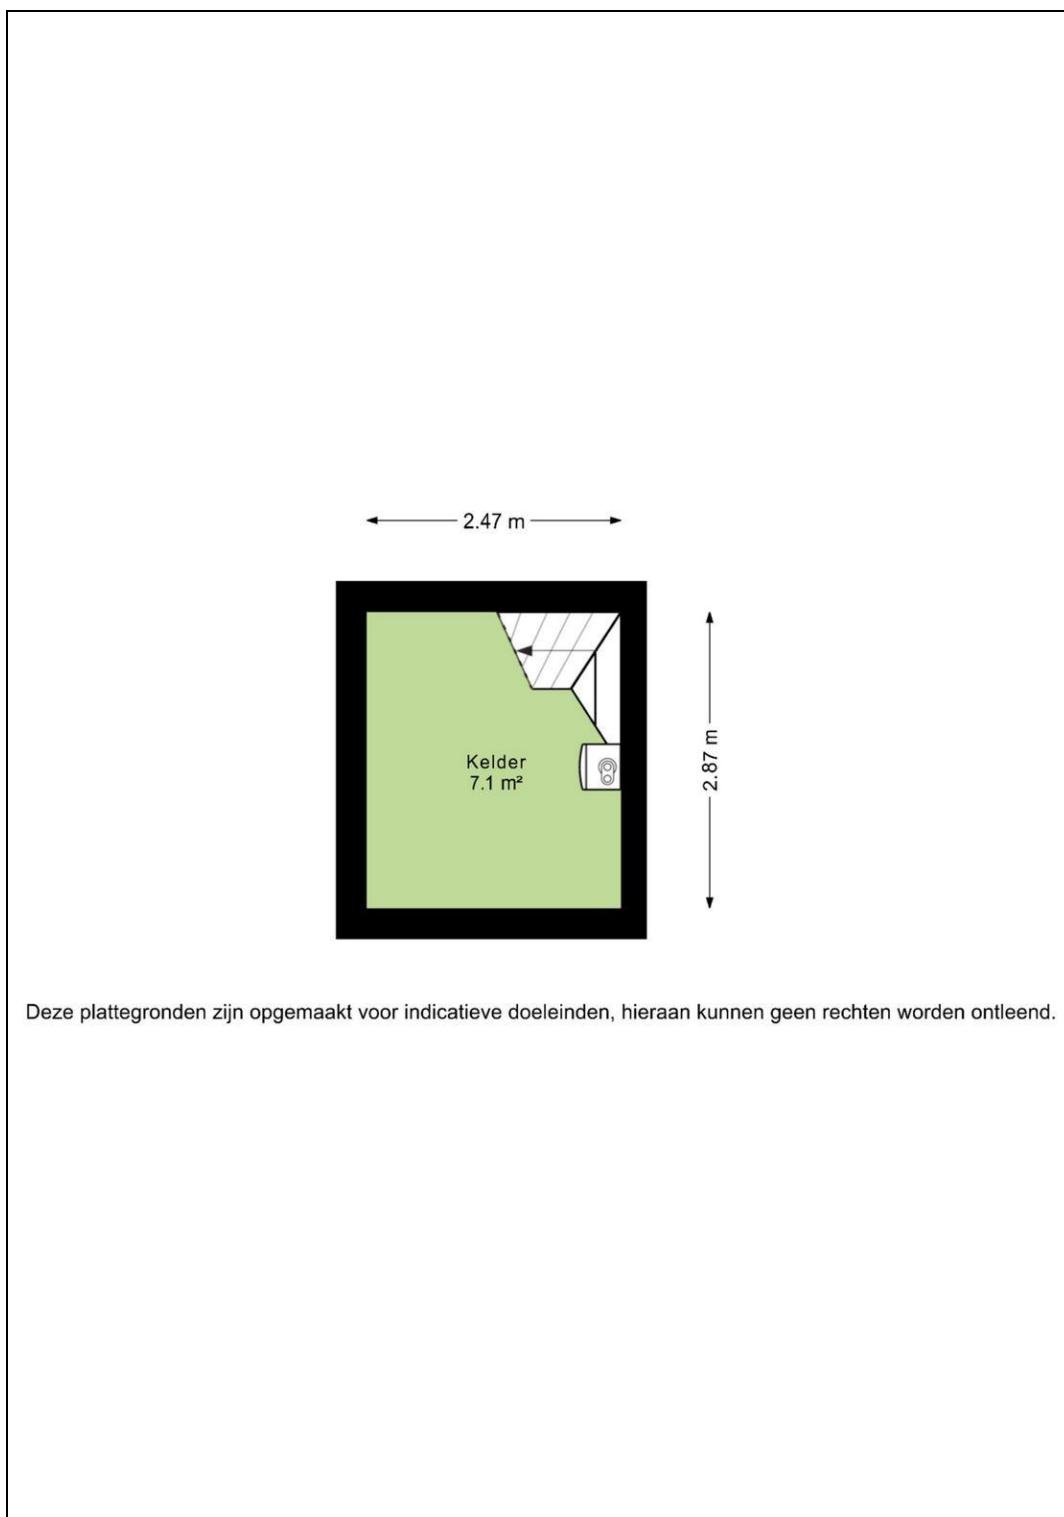 2.47 m
2.87 m
Kelder
7.1 m²
Deze plattegronden zijn opgemaakt voor indicatieve doeleinden, hieraan kunnen geen rechten worden ontleend.